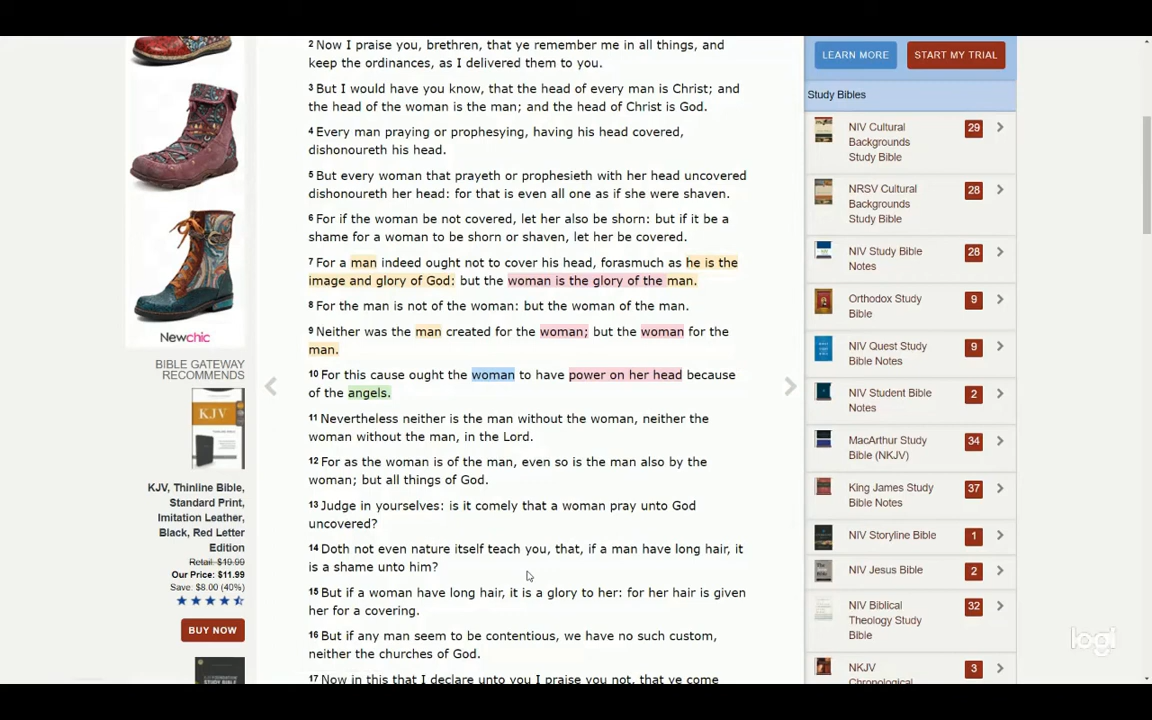 2 Now I praise you, brethren, that ye remember me in all things, and
keep the ordinances, as I delivered them to you.
3 But I would have you know, that the head of every man is Christ; and
the head of the woman is the man; and the head of Christ is God.
4 Every man praying or prophesying, having his head covered,
dishonoureth his head.
5 But every woman that prayeth or prophesieth with her head uncovered
dishonoureth her head: for that is even all one as if she were shaven.
6 For if the woman be not covered, let her also be shorn: but if it be a
shame for a woman to be shorn or shaven, let her be covered.
7 For a man indeed ought not to cover his head, forasmuch as he is the
image and glory of God: but the woman is the glory of the man.
8 For the man is not of the woman: but the woman of the man.
9 Neither was the man created for the woman; but the woman for the
man.
10 For this cause ought the woman to have power on her head because
of the angels.
11 Nevertheless neither is the man without the woman, neither the
woman without the man, in the Lord.
12 For as the woman is of the man, even so is the man also by the
woman; but all things of God.
13 Judge in yourselves: is it comely that a woman pray unto God
uncovered?
14 Doth not even nature itself teach you, that, if a man have long hair, it
is a shame unto him?
15 But if a woman have long hair, it is a glory to her: for her hair is given
her for a covering.
16 But if any man seem to be contentious, we have no such custom,
neither the churches of God.
17 Now in this that I declare unto you I praise you not, that ye come
Newchic
BIBLE GATEWAY
RECOMMENDS
KJV
KJV, Thinline Bible,
Standard Print,
Imitation Leather,
Black, Red Letter
Edition
Retail: $19.99
Our Price: $11.99
Save: $8.00 (40%)
BUY NOW
LEARN MORE
START MY TRIAL
Study Bibles
NIV Cultural
Backgrounds
Study Bible
29
NRSV Cultural
Backgrounds
Study Bible
28
NIV Study Bible
Notes
28
Orthodox Study
Bible
9
NIV Quest Study
Bible Notes
9
NIV Student Bible
Notes
2
MacArthur Study
Bible (NKJV)
34
King James Study
Bible Notes
37
NIV Storyline Bible
1
NIV Jesus Bible
2
NIV Biblical
Theology Study
Bible
32
NKJV
Chronological
3
logi